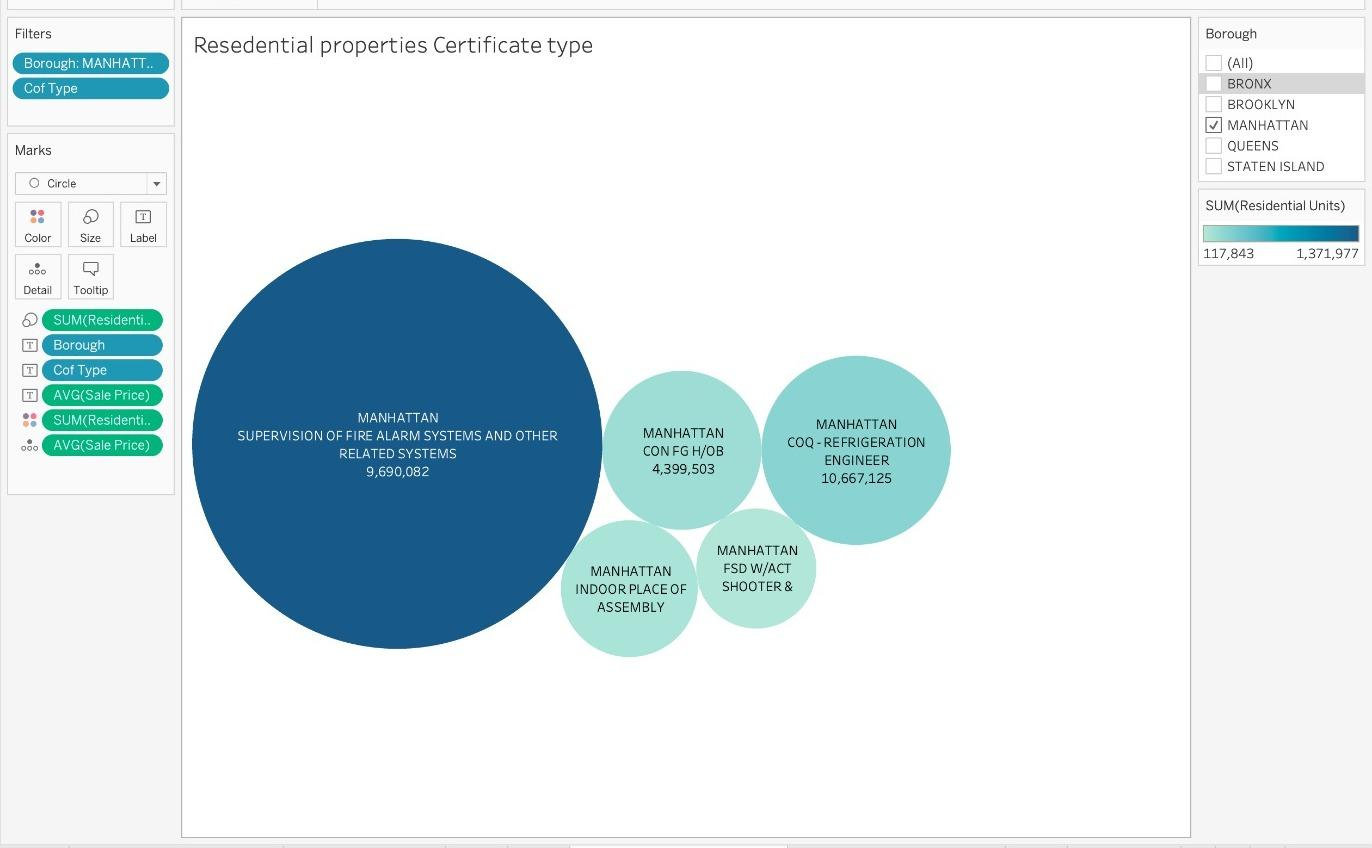 Filters
Borough: MANHATT..
Cof Type
Marks
Circle
Color
Size
Label
Detail
Tooltip
SUM(Residenti..
Borough
Cof Type
AVG(Sale Price)
SUM(Residenti..
AVG(Sale Price)
Resedential properties Certificate type
MANHATTAN
SUPERVISION OF FIRE ALARM SYSTEMS AND OTHER
RELATED SYSTEMS
9,690,082
MANHATTAN
CON FG H/OB
4,399,503
MANHATTAN
COQ - REFRIGERATION
ENGINEER
10,667,125
MANHATTAN
INDOOR PLACE OF
ASSEMBLY
MANHATTAN
FSD W/ACT
SHOOTER &
Borough
(All)
BRONX
BROOKLYN
MANHATTAN
QUEENS
STATEN ISLAND
SUM(Residential Units)
117,843
1,371,977